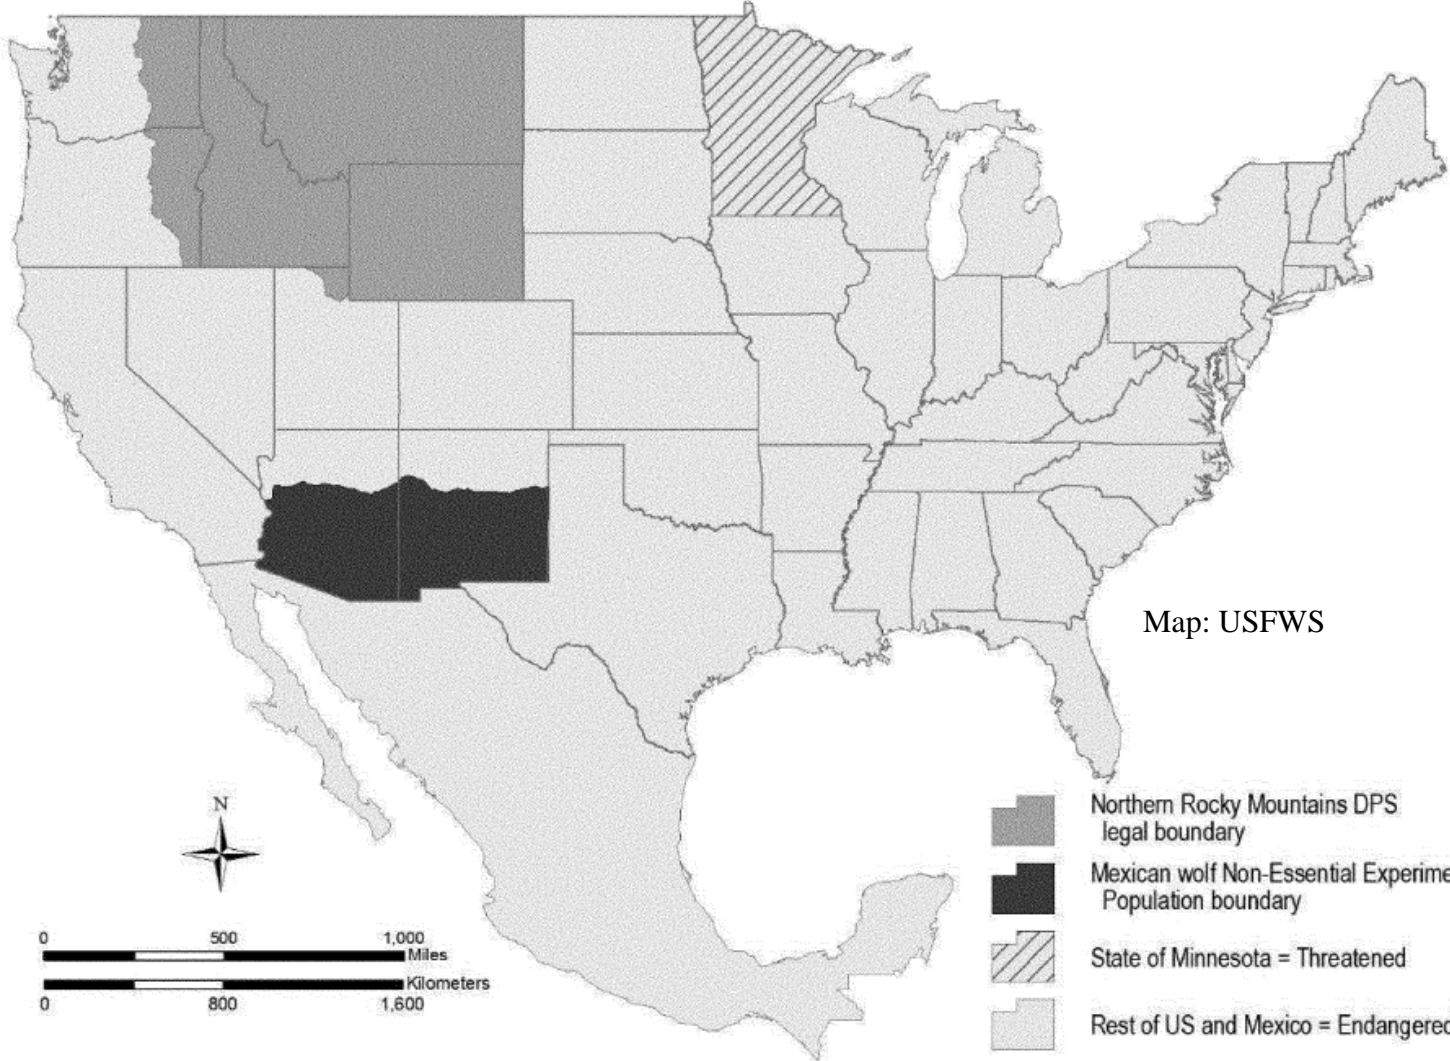 Map: USFWS
Northern Rocky Mountains DPS
legal boundary
Mexican wolf Non-Essential Experime
Population boundary
State of Minnesota = Threatened
Rest of US and Mexico = Endangered
N
0 500 1,000
Miles
Kilometers
0 800 1,600